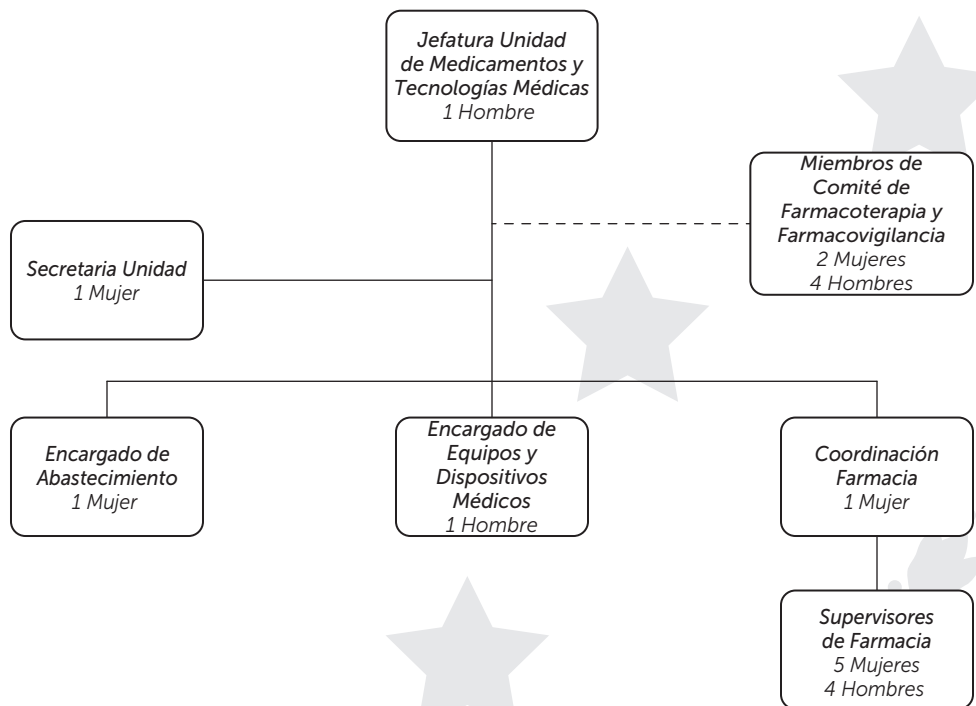 Jefatura Unidad
de Medicamentos y
Tecnologías Médicas
1 Hombre
Miembros de
Comité de
Farmacoterapia y
Farmacovigilancia
2 Mujeres
4 Hombres
Secretaria Unidad
1 Mujer
Encargado de
Abastecimiento
1 Mujer
Encargado de
Equipos y
Dispositivos
Médicos
1 Hombre
Coordinación
Farmacia
1 Mujer
Supervisores
de Farmacia
5 Mujeres
4 Hombres